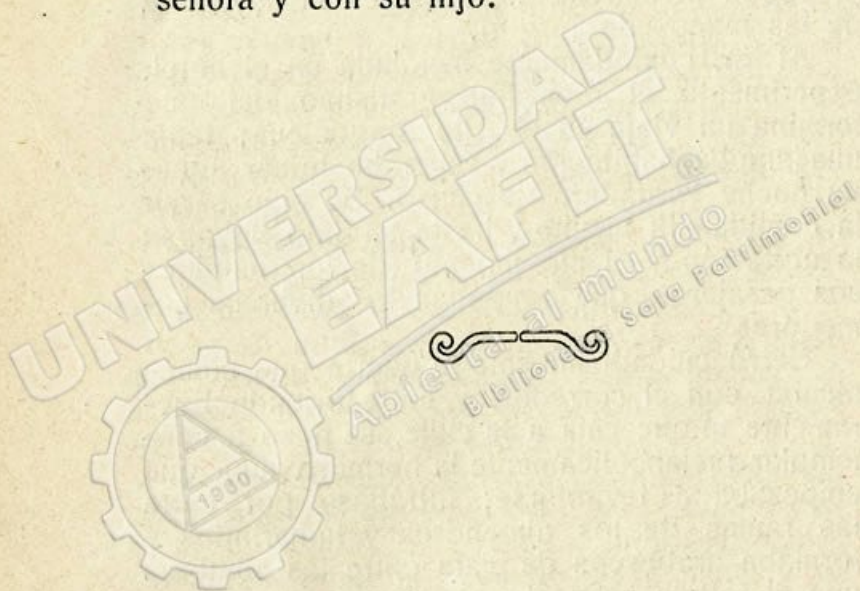 señora y con su hijo.
UNIVERSIDAD
EAFIT®
Abierta al mundo
Biblioteca Sala Patrimonial
1960